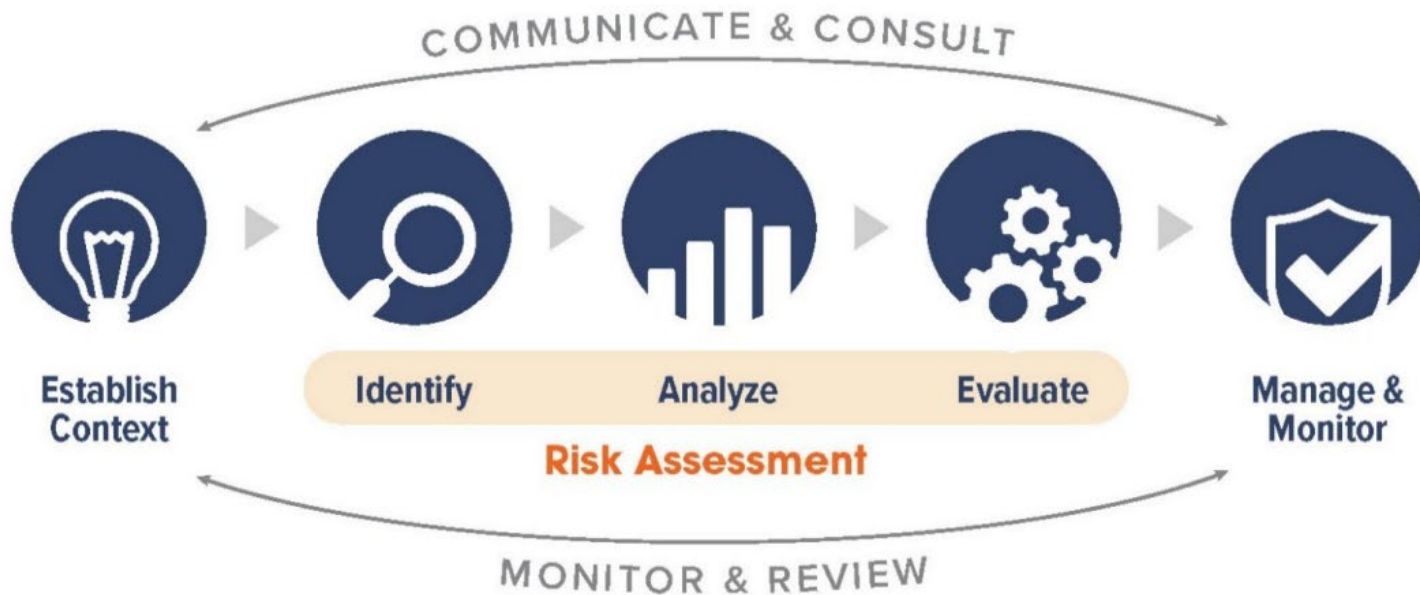 COMMUNICATE & CONSULT
Establish
Context
Identify
Analyze
Evaluate
Manage &
Monitor
Risk Assessment
MONITOR & REVIEW